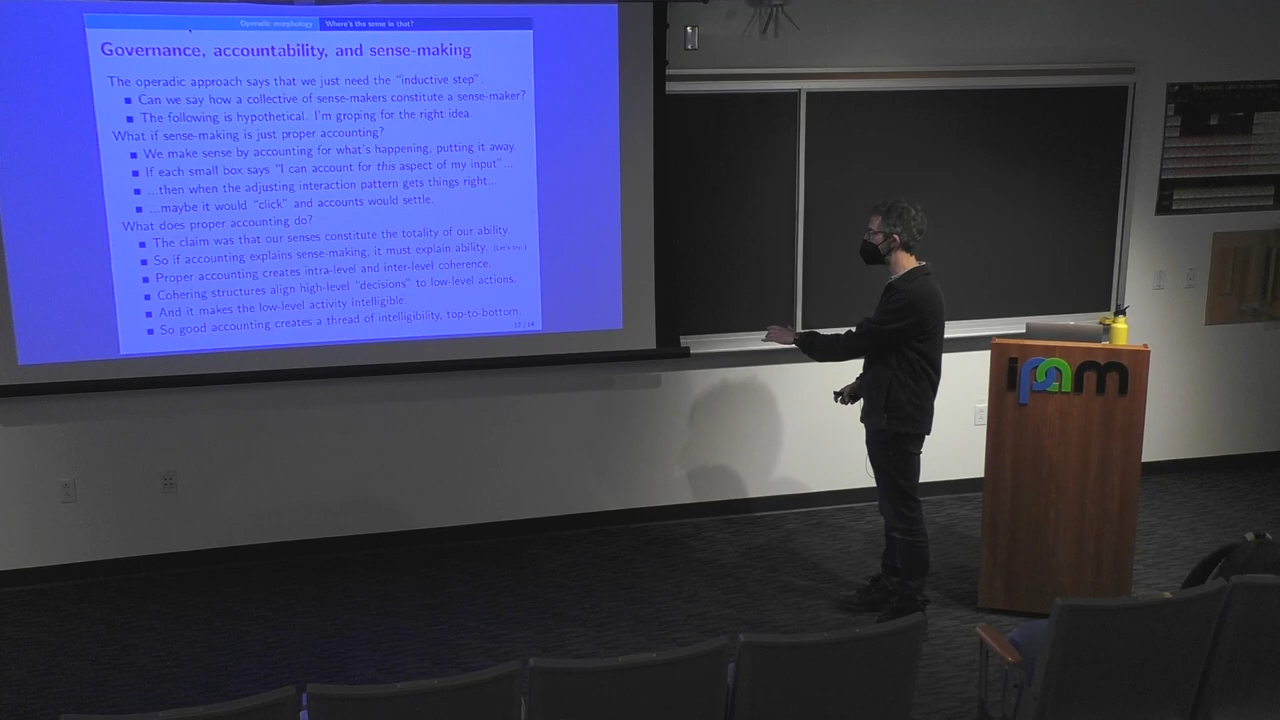 Operadic morphology Where's the sense in that?
Governance, accountability, and sense-making
The operadic approach says that we just need the "inductive step".
Can we say how a collective of sense-makers constitute a sense-maker?
The following is hypothetical. I'm groping for the right idea.
What if sense-making is just proper accounting?
We make sense by accounting for what's happening, putting it away.
If each small box says "I can account for this aspect of my input"...
...then when the adjusting interaction pattern gets things right...
...maybe it would "click" and accounts would settle.
What does proper accounting do?
The claim was that our senses constitute the totality of our ability.
So if accounting explains sense-making, it must explain ability. (Let's try.)
Proper accounting creates intra-level and inter-level coherence.
Cohering structures align high-level "decisions" to low-level actions.
And it makes the low-level activity intelligible.
So good accounting creates a thread of intelligibility, top-to-bottom.
12 / 14
ipam